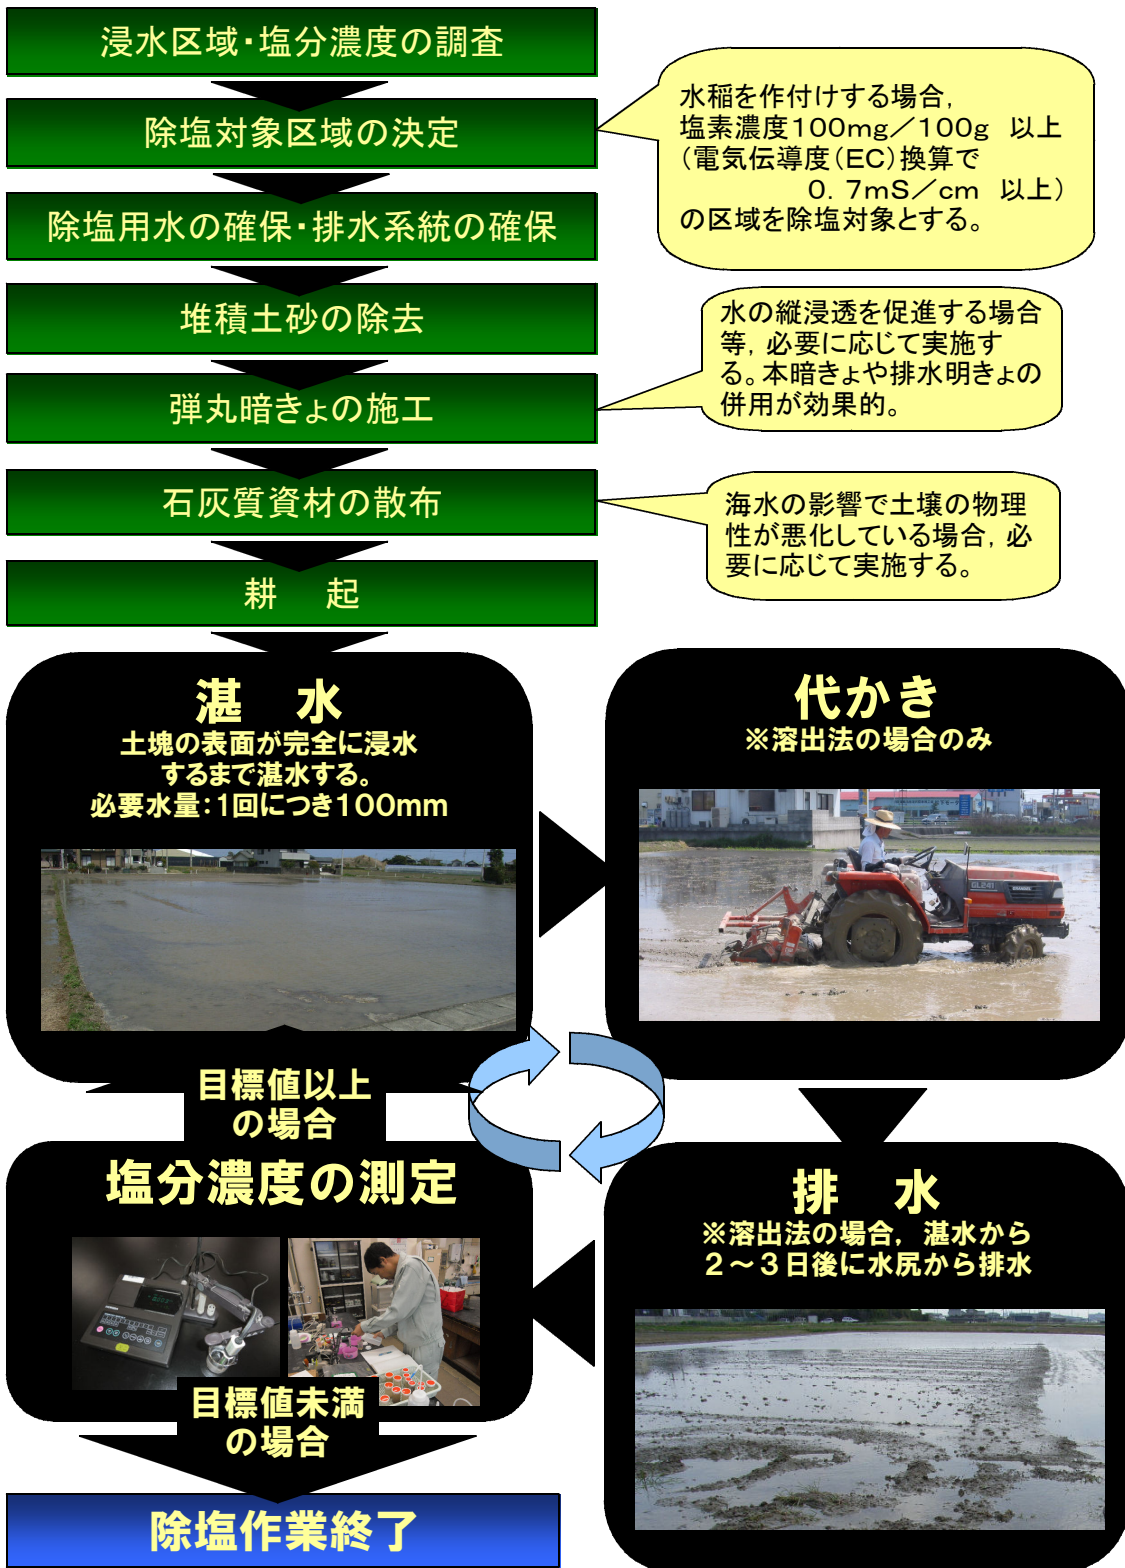 浸水区域・塩分濃度の調査
除塩対象区域の決定
水稲を作付けする場合,
塩素濃度100mg／100g 以上
（電気伝導度（EC）換算で
0．7mS／cm 以上）
の区域を除塩対象とする。
除塩用水の確保・排水系統の確保
堆積土砂の除去
弾丸暗きょの施工
水の縦浸透を促進する場合
等, 必要に応じて実施す
る。本暗きょや排水明きょの
併用が効果的。
石灰質資材の散布
海水の影響で土壌の物理
性が悪化している場合, 必
要に応じて実施する。
耕 起
湛 水
土塊の表面が完全に浸水
するまで湛水する。
必要水量：1回につき100mm
代かき
※溶出法の場合のみ
GL241
目標値以上
の場合
塩分濃度の測定
排 水
※溶出法の場合, 湛水から
２～３日後に水尻から排水
目標値未満
の場合
除塩作業終了